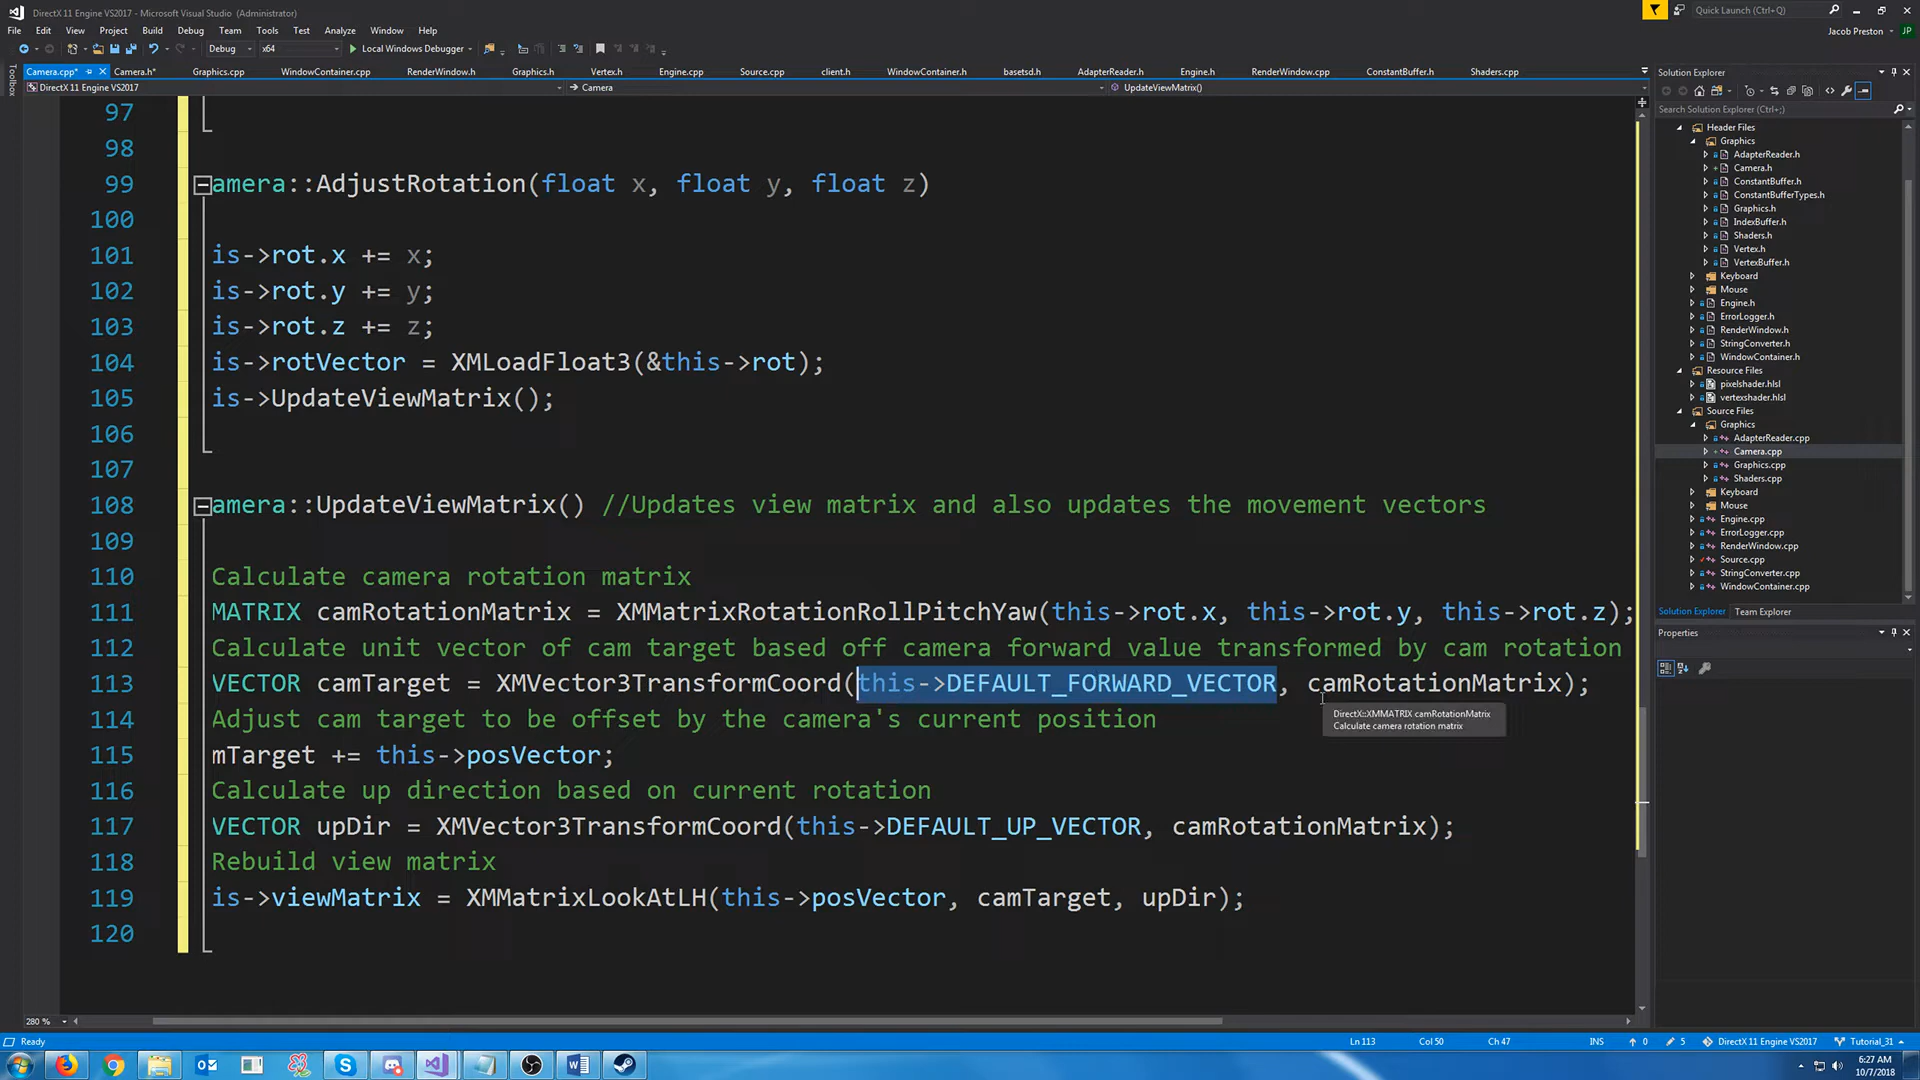 DirectX 11 Engine VS2017 - Microsoft Visual Studio (Administrator)
Quick Launch (Ctrl+Q)
File Edit View Project Build Debug Team Tools Test Analyze Window Help
Jacob Preston JP
Debug x64 Local Windows Debugger
Toolbox
Camera.cpp* Camera.h* Graphics.cpp WindowContainer.cpp RenderWindow.h Graphics.h Vertex.h Engine.cpp Source.cpp client.h WindowContainer.h basetsd.h AdapterReader.h Engine.h RenderWindow.cpp ConstantBuffer.h Shaders.cpp
DirectX 11 Engine VS2017 Camera UpdateViewMatrix()
97
98
99 amera::AdjustRotation(float x, float y, float z)
100
101 is->rot.x += x;
102 is->rot.y += y;
103 is->rot.z += z;
104 is->rotVector = XMLoadFloat3(&this->rot);
105 is->UpdateViewMatrix();
106
107
108 amera::UpdateViewMatrix() //Updates view matrix and also updates the movement vectors
109
110 Calculate camera rotation matrix
111 MATRIX camRotationMatrix = XMMatrixRotationRollPitchYaw(this->rot.x, this->rot.y, this->rot.z);
112 Calculate unit vector of cam target based off camera forward value transformed by cam rotation
113 VECTOR camTarget = XMVector3TransformCoord(this->DEFAULT_FORWARD_VECTOR, camRotationMatrix);
114 Adjust cam target to be offset by the camera's current position
DirectX::XMMATRIX camRotationMatrix
Calculate camera rotation matrix
115 mTarget += this->posVector;
116 Calculate up direction based on current rotation
117 VECTOR upDir = XMVector3TransformCoord(this->DEFAULT_UP_VECTOR, camRotationMatrix);
118 Rebuild view matrix
119 is->viewMatrix = XMMatrixLookAtLH(this->posVector, camTarget, upDir);
120
280 %
Solution Explorer
Search Solution Explorer (Ctrl+;)
Header Files
Graphics
AdapterReader.h
Camera.h
ConstantBuffer.h
ConstantBufferTypes.h
Graphics.h
IndexBuffer.h
Shaders.h
Vertex.h
VertexBuffer.h
Keyboard
Mouse
Engine.h
ErrorLogger.h
RenderWindow.h
StringConverter.h
WindowContainer.h
Resource Files
pixelshader.hlsl
vertexshader.hlsl
Source Files
Graphics
AdapterReader.cpp
Camera.cpp
Graphics.cpp
Shaders.cpp
Keyboard
Mouse
Engine.cpp
ErrorLogger.cpp
RenderWindow.cpp
Source.cpp
StringConverter.cpp
WindowContainer.cpp
Solution Explorer Team Explorer
Properties
Ready Ln 113 Col 50 Ch 47 INS 0 5 DirectX 11 Engine VS2017 Tutorial_31
6:27 AM
10/7/2018